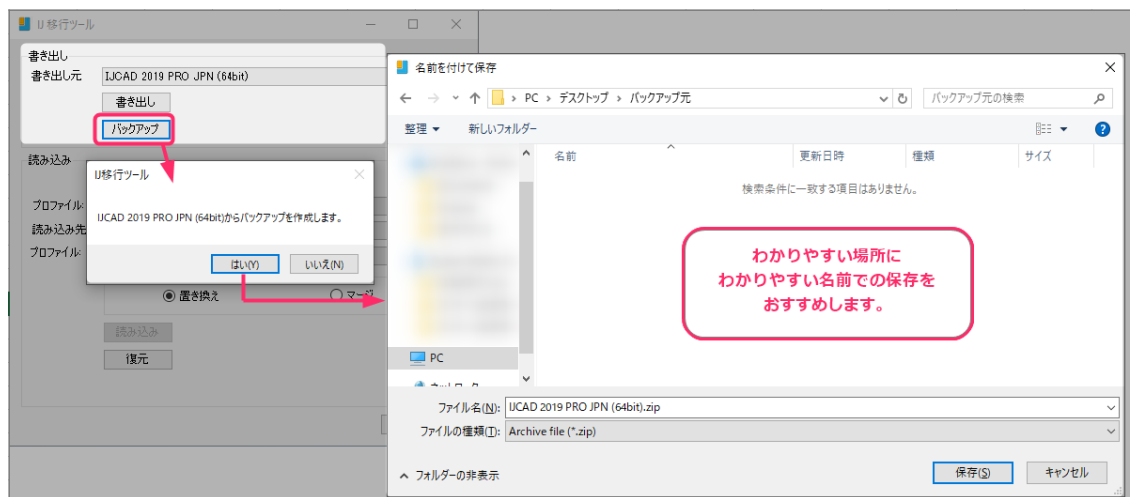 IJ移行ツール
書き出し
書き出し元 IJCAD 2019 PRO JPN (64bit)
書き出し
バックアップ
読み込み
プロファイル:
読み込み先
プロファイル:
置き換え マージ
読み込み
復元
IJ移行ツール
IJCAD 2019 PRO JPN (64bit)からバックアップを作成します。
はい(Y) いいえ(N)
名前を付けて保存
PC › デスクトップ › バックアップ元
バックアップ元の検索
整理 新しいフォルダー
名前 更新日時 種類 サイズ
検索条件に一致する項目はありません。
わかりやすい場所に
わかりやすい名前での保存を
おすすめします。
PC
ファイル名(N): IJCAD 2019 PRO JPN (64bit).zip
ファイルの種類(T): Archive file (*.zip)
フォルダーの非表示
保存(S) キャンセル